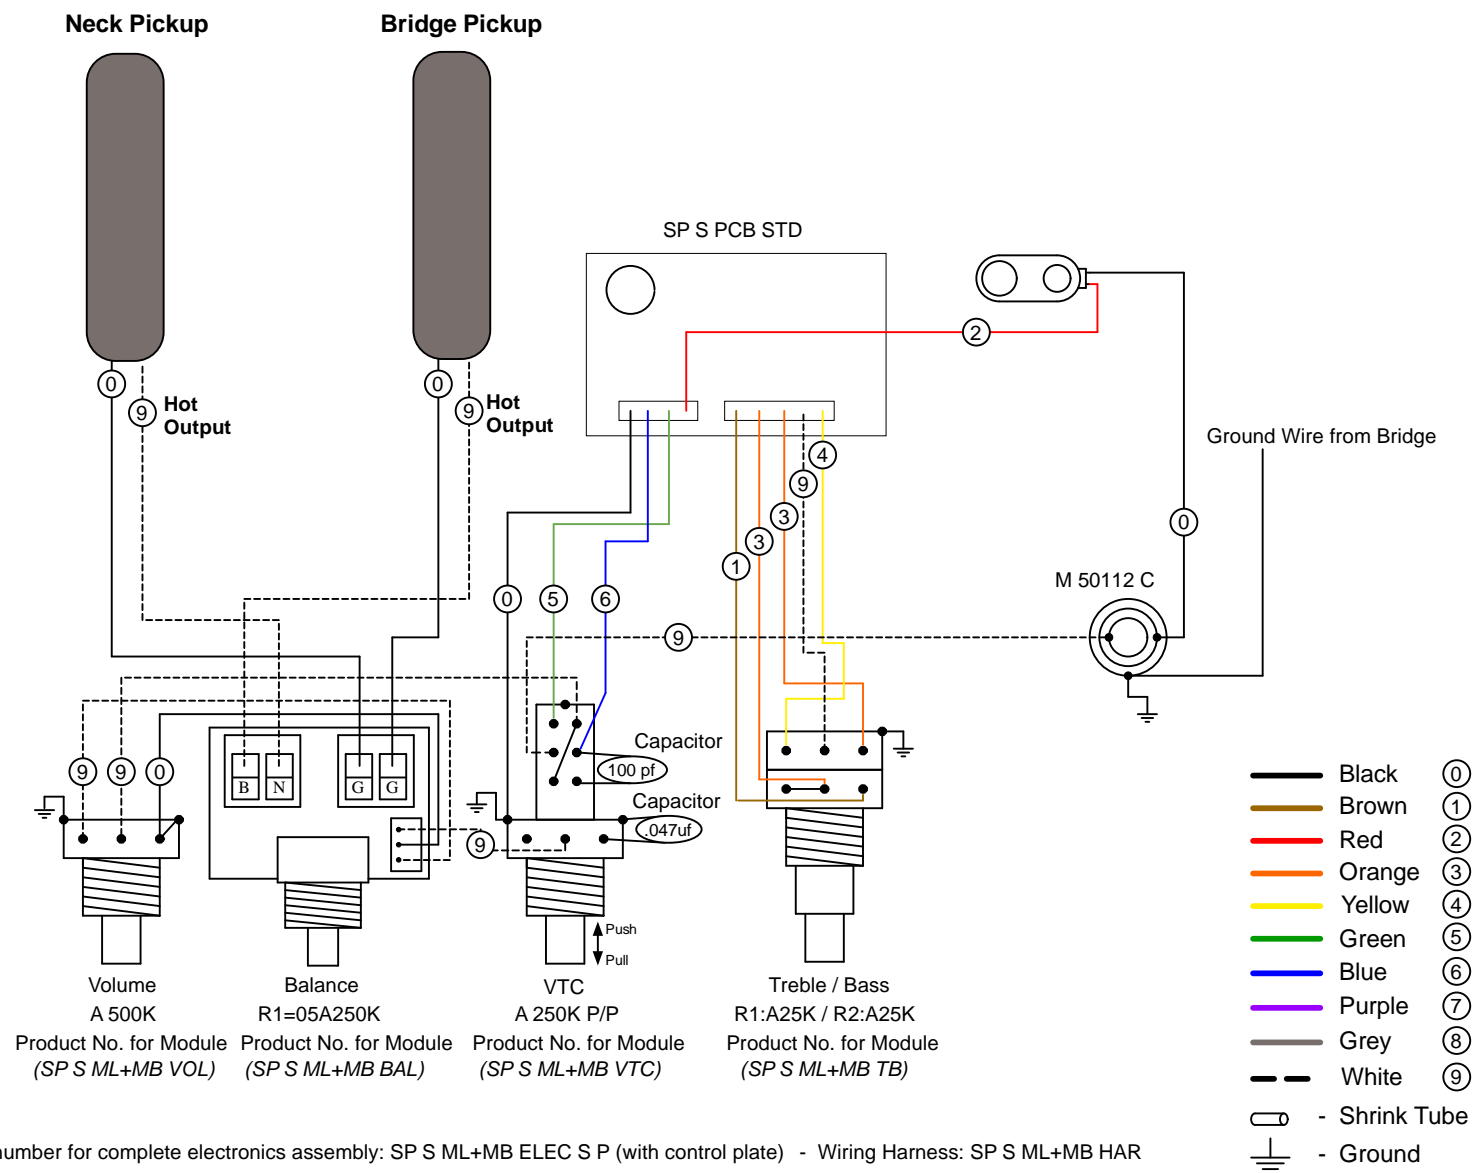 Neck Pickup
Bridge Pickup
SP S PCB STD
0
9
Hot
Output
0
9
Hot
Output
2
4
9
3
3
1
Ground Wire from Bridge
0
M 50112 C
0
5
6
9
9
9
0
B
N
G
G
9
Capacitor
100 pf
Capacitor
.047uf
Push
Pull
Volume
A 500K
Product No. for Module
(SP S ML+MB VOL)
Balance
R1=05A250K
Product No. for Module
(SP S ML+MB BAL)
VTC
A 250K P/P
Product No. for Module
(SP S ML+MB VTC)
Treble / Bass
R1:A25K / R2:A25K
Product No. for Module
(SP S ML+MB TB)
Black 0
Brown 1
Red 2
Orange 3
Yellow 4
Green 5
Blue 6
Purple 7
Grey 8
White 9
- Shrink Tube
- Ground
number for complete electronics assembly: SP S ML+MB ELEC S P (with control plate) - Wiring Harness: SP S ML+MB HAR